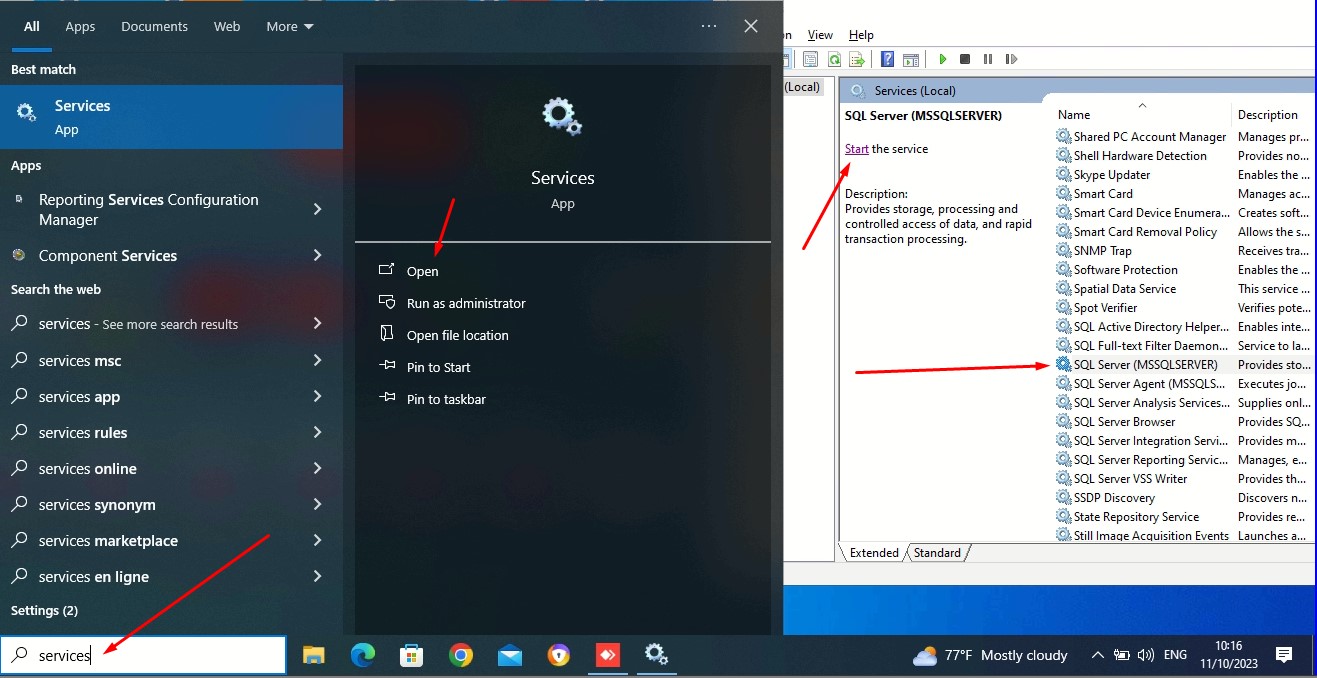 All Apps Documents Web More
Best match
Services
App
Apps
Reporting Services Configuration
Manager
Component Services
Search the web
services - See more search results
services msc
services app
services rules
services online
services synonym
services marketplace
services en ligne
Settings (2)
services
Services
App
Open
Run as administrator
Open file location
Pin to Start
Pin to taskbar
View Help
(Local)
Services (Local)
SQL Server (MSSQLSERVER)
Start the service
Description:
Provides storage, processing and
controlled access of data, and rapid
transaction processing.
Name Description
Shared PC Account Manager Manages pr...
Shell Hardware Detection Provides no...
Skype Updater Enables the ...
Smart Card Manages ac...
Smart Card Device Enumera... Creates soft...
Smart Card Removal Policy Allows the s...
SNMP Trap Receives tra...
Software Protection Enables the ...
Spatial Data Service This service ...
Spot Verifier Verifies pote...
SQL Active Directory Helper... Enables inte...
SQL Full-text Filter Daemon... Service to la...
SQL Server (MSSQLSERVER) Provides sto...
SQL Server Agent (MSSQLS... Executes jo...
SQL Server Analysis Services... Supplies onl...
SQL Server Browser Provides SQ...
SQL Server Integration Servi... Provides m...
SQL Server Reporting Servic... Manages, e...
SQL Server VSS Writer Provides th...
SSDP Discovery Discovers n...
State Repository Service Provides re...
Still Image Acquisition Events Launches a...
Extended Standard
77°F Mostly cloudy
ENG
10:16
11/10/2023